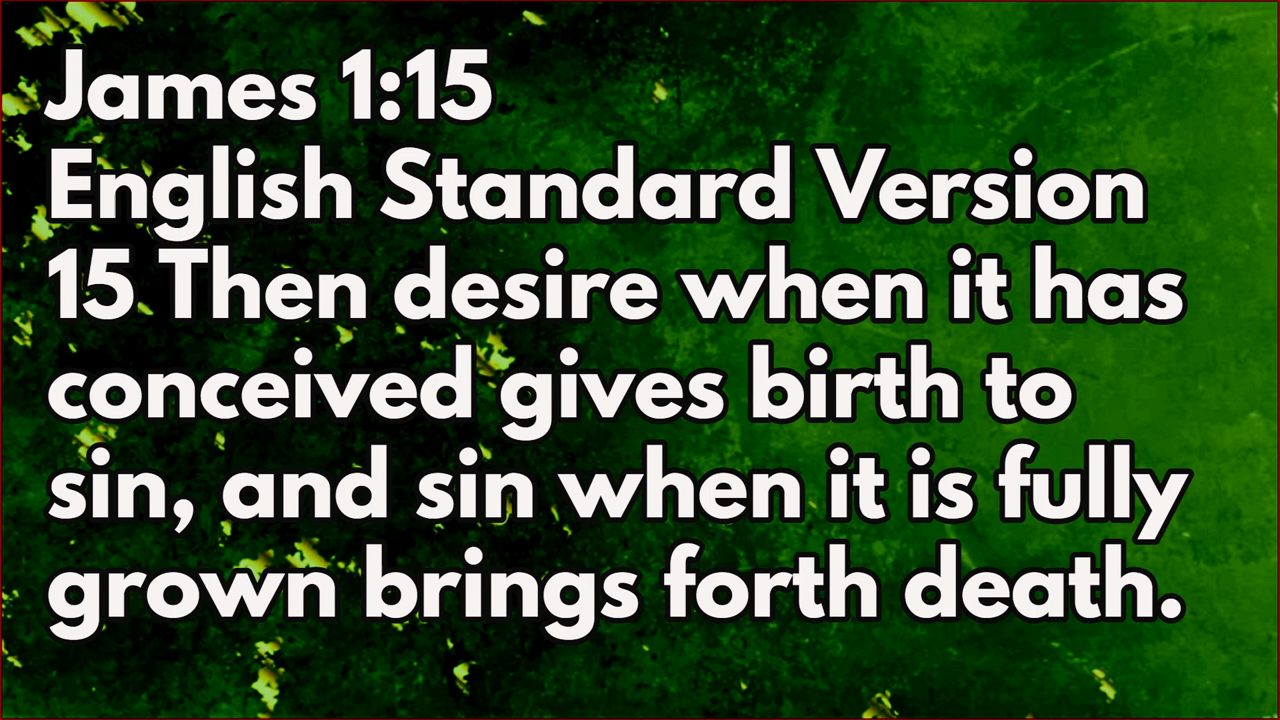 James 1:15
English Standard Version
15 Then desire when it has
conceived gives birth to
sin, and sin when it is fully
grown brings forth death.